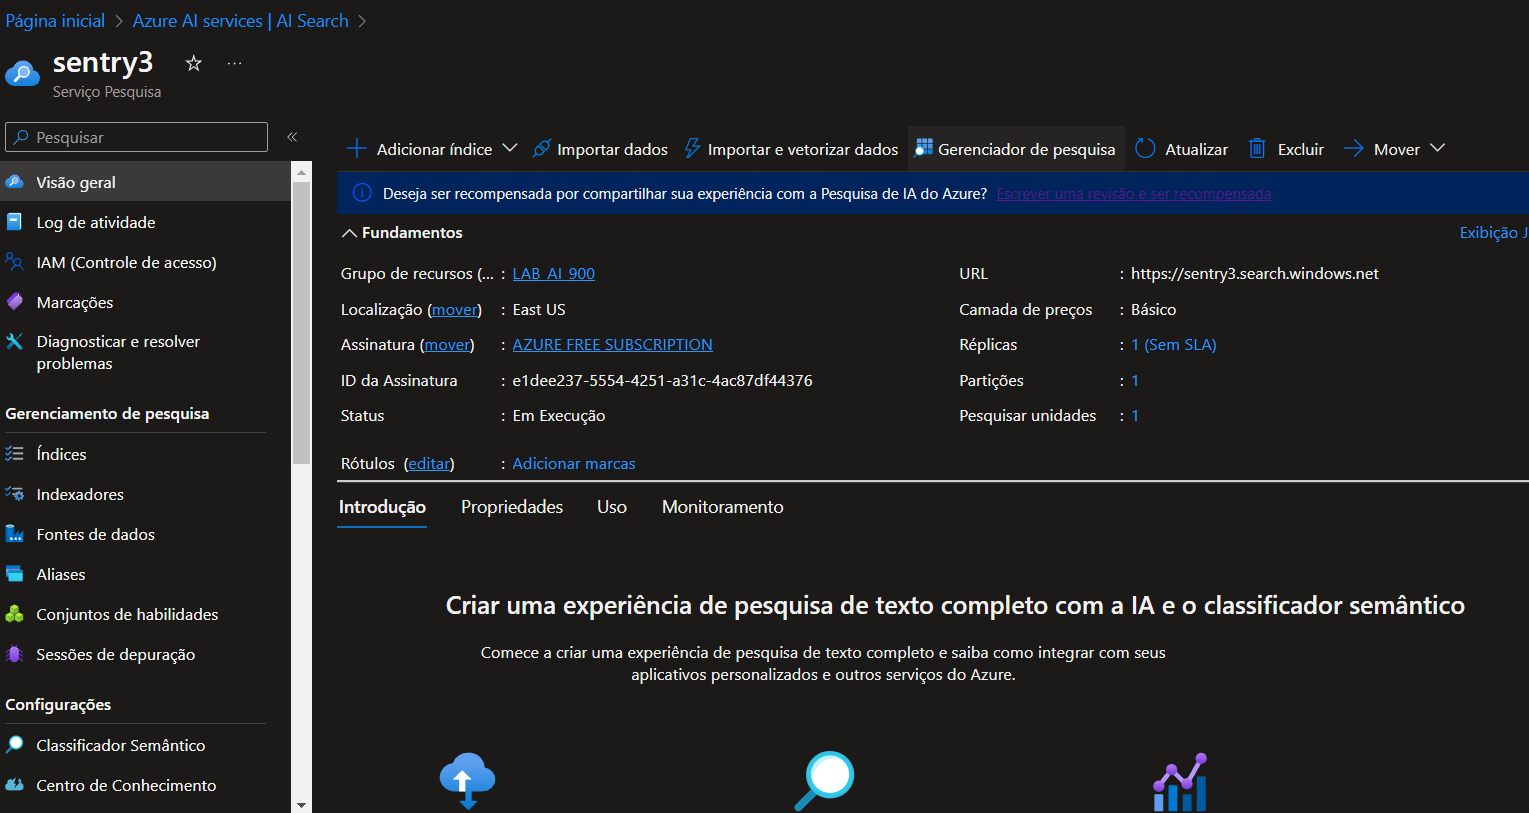 Página inicial > Azure AI services | AI Search >
sentry3 ...
Serviço Pesquisa
Pesquisar «
Visão geral
Log de atividade
IAM (Controle de acesso)
Marcações
Diagnosticar e resolver
problemas
Gerenciamento de pesquisa
Índices
Indexadores
Fontes de dados
Aliases
Conjuntos de habilidades
Sessões de depuração
Configurações
Classificador Semântico
Centro de Conhecimento
Adicionar índice Importar dados Importar e vetorizar dados Gerenciador de pesquisa Atualizar Excluir Mover
Deseja ser recompensada por compartilhar sua experiência com a Pesquisa de IA do Azure? Escrever uma revisão e ser recompensada
Fundamentos
Exibição J
Grupo de recursos (... : LAB_AI_900
Localização (mover) : East US
Assinatura (mover) : AZURE FREE SUBSCRIPTION
ID da Assinatura : e1dee237-5554-4251-a31c-4ac87df44376
Status : Em Execução
Rótulos (editar) : Adicionar marcas
URL : https://sentry3.search.windows.net
Camada de preços : Básico
Réplicas : 1 (Sem SLA)
Partições : 1
Pesquisar unidades : 1
Introdução Propriedades Uso Monitoramento
Criar uma experiência de pesquisa de texto completo com a IA e o classificador semântico
Comece a criar uma experiência de pesquisa de texto completo e saiba como integrar com seus
aplicativos personalizados e outros serviços do Azure.